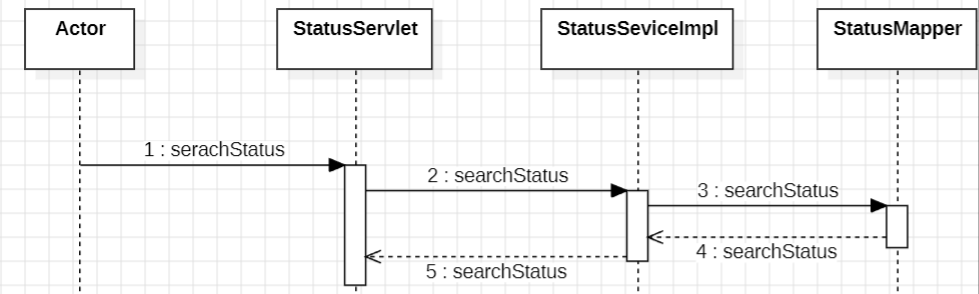 Actor
StatusServlet
StatusSeviceImpl
StatusMapper
1 : serachStatus
2 : searchStatus
3 : searchStatus
4 : searchStatus
5 : searchStatus